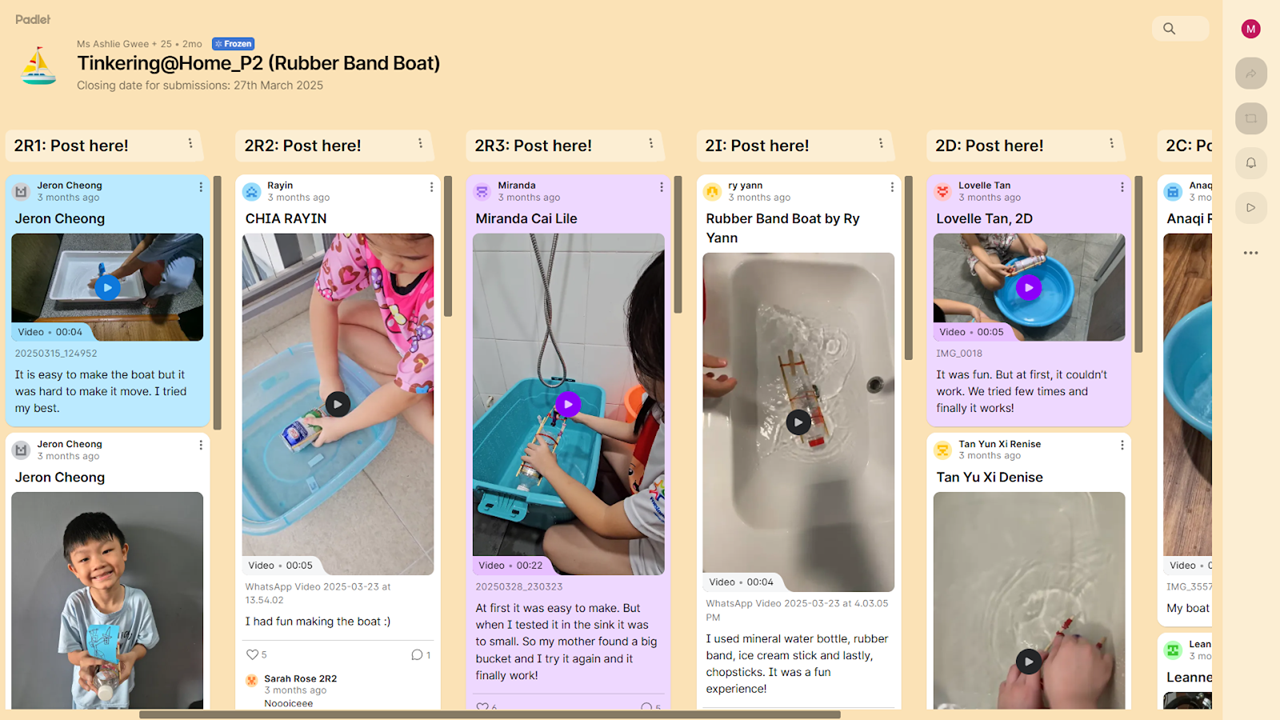 Padlet
Ms Ashlie Gwee + 25 • 2mo
Frozen
Tinkering@Home_P2 (Rubber Band Boat)
Closing date for submissions: 27th March 2025
M
2R1: Post here!
Jeron Cheong
3 months ago
Jeron Cheong
Video • 00:04
20250315_124952
It is easy to make the boat but it
was hard to make it move. I tried
my best.
Jeron Cheong
3 months ago
Jeron Cheong
2R2: Post here!
Rayin
3 months ago
CHIA RAYIN
Video • 00:05
WhatsApp Video 2025-03-23 at
13.54.02
I had fun making the boat :)
5
1
Sarah Rose 2R2
3 months ago
Noooiceee
2R3: Post here!
Miranda
3 months ago
Miranda Cai Lile
Video • 00:22
20250328_230323
At first it was easy to make. But
when I tested it in the sink it was
to small. So my mother found a big
bucket and I try it again and it
finally work!
6
5
2I: Post here!
ry yann
3 months ago
Rubber Band Boat by Ry
Yann
Video • 00:04
WhatsApp Video 2025-03-23 at 4.03.05
PM
I used mineral water bottle, rubber
band, ice cream stick and lastly,
chopsticks. It was a fun
experience!
2D: Post here!
Lovelle Tan
3 months ago
Lovelle Tan, 2D
Video • 00:05
IMG_0018
It was fun. But at first, it couldn't
work. We tried few times and
finally it works!
Tan Yun Xi Renise
3 months ago
Tan Yu Xi Denise
2C: Po
Anaq
3 mo
Anaqi
Video
IMG_3557
My boat
Lean
3 mo
Leanne